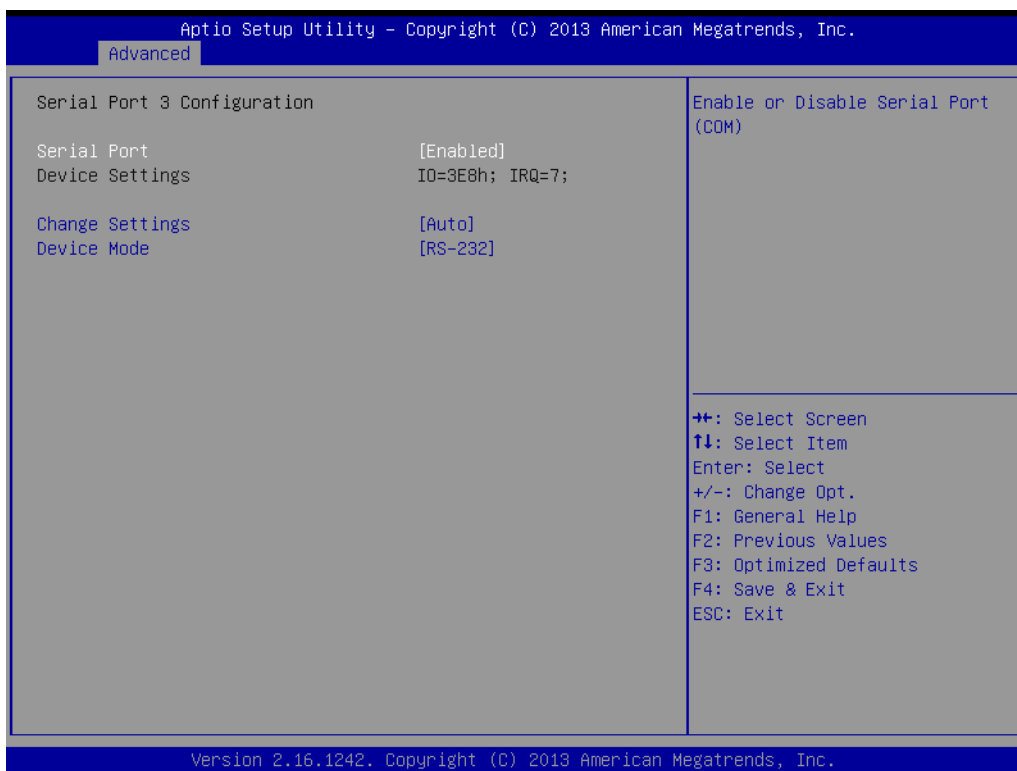 Aptio Setup Utility – Copyright (C) 2013 American Megatrends, Inc.
Advanced
Serial Port 3 Configuration
Serial Port [Enabled]
Device Settings IO=3E8h; IRQ=7;
Change Settings [Auto]
Device Mode [RS-232]
Enable or Disable Serial Port
(COM)
→←: Select Screen
↑↓: Select Item
Enter: Select
+/-: Change Opt.
F1: General Help
F2: Previous Values
F3: Optimized Defaults
F4: Save & Exit
ESC: Exit
Version 2.16.1242. Copyright (C) 2013 American Megatrends, Inc.